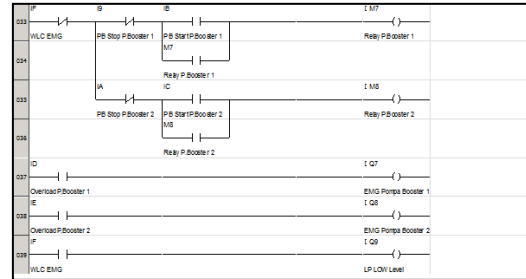 IF I9 IB I M7
033
WLC EMG PB Stop P.Booster 1 PB Start P.Booster 1 Relay P.Booster 1
M7
034
Relay P.Booster 1
IA IC I M8
035
PB Stop P.Booster 2 PB Start P.Booster 2 Relay P.Booster 2
M8
036
Relay P.Booster 2
ID I Q7
037
Overload P.Booster 1 EMG Pompa Booster 1
IE I Q8
038
Overload P.Booster 2 EMG Pompa Booster 2
IF I Q9
039
WLC EMG LP LOW Level